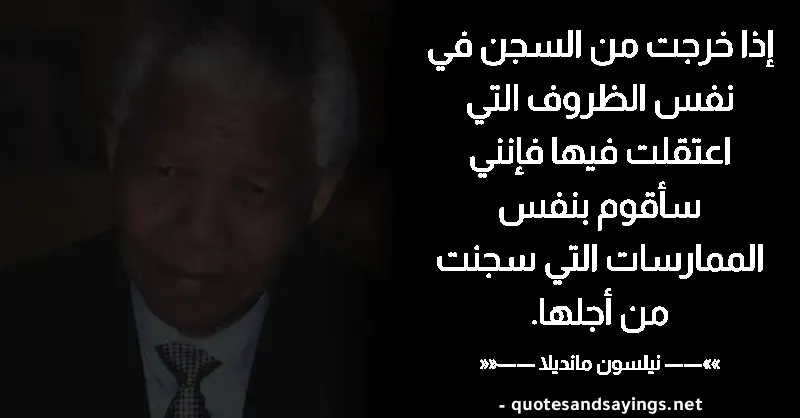 إذا خرجت من السجن في
نفس الظروف التي
اعتقلت فيها فإنني
سأقوم بنفس
الممارسات التي سجنت
من أجلها.
»»—— نيلسون مانديلا ——««
- quotesandsayings.net